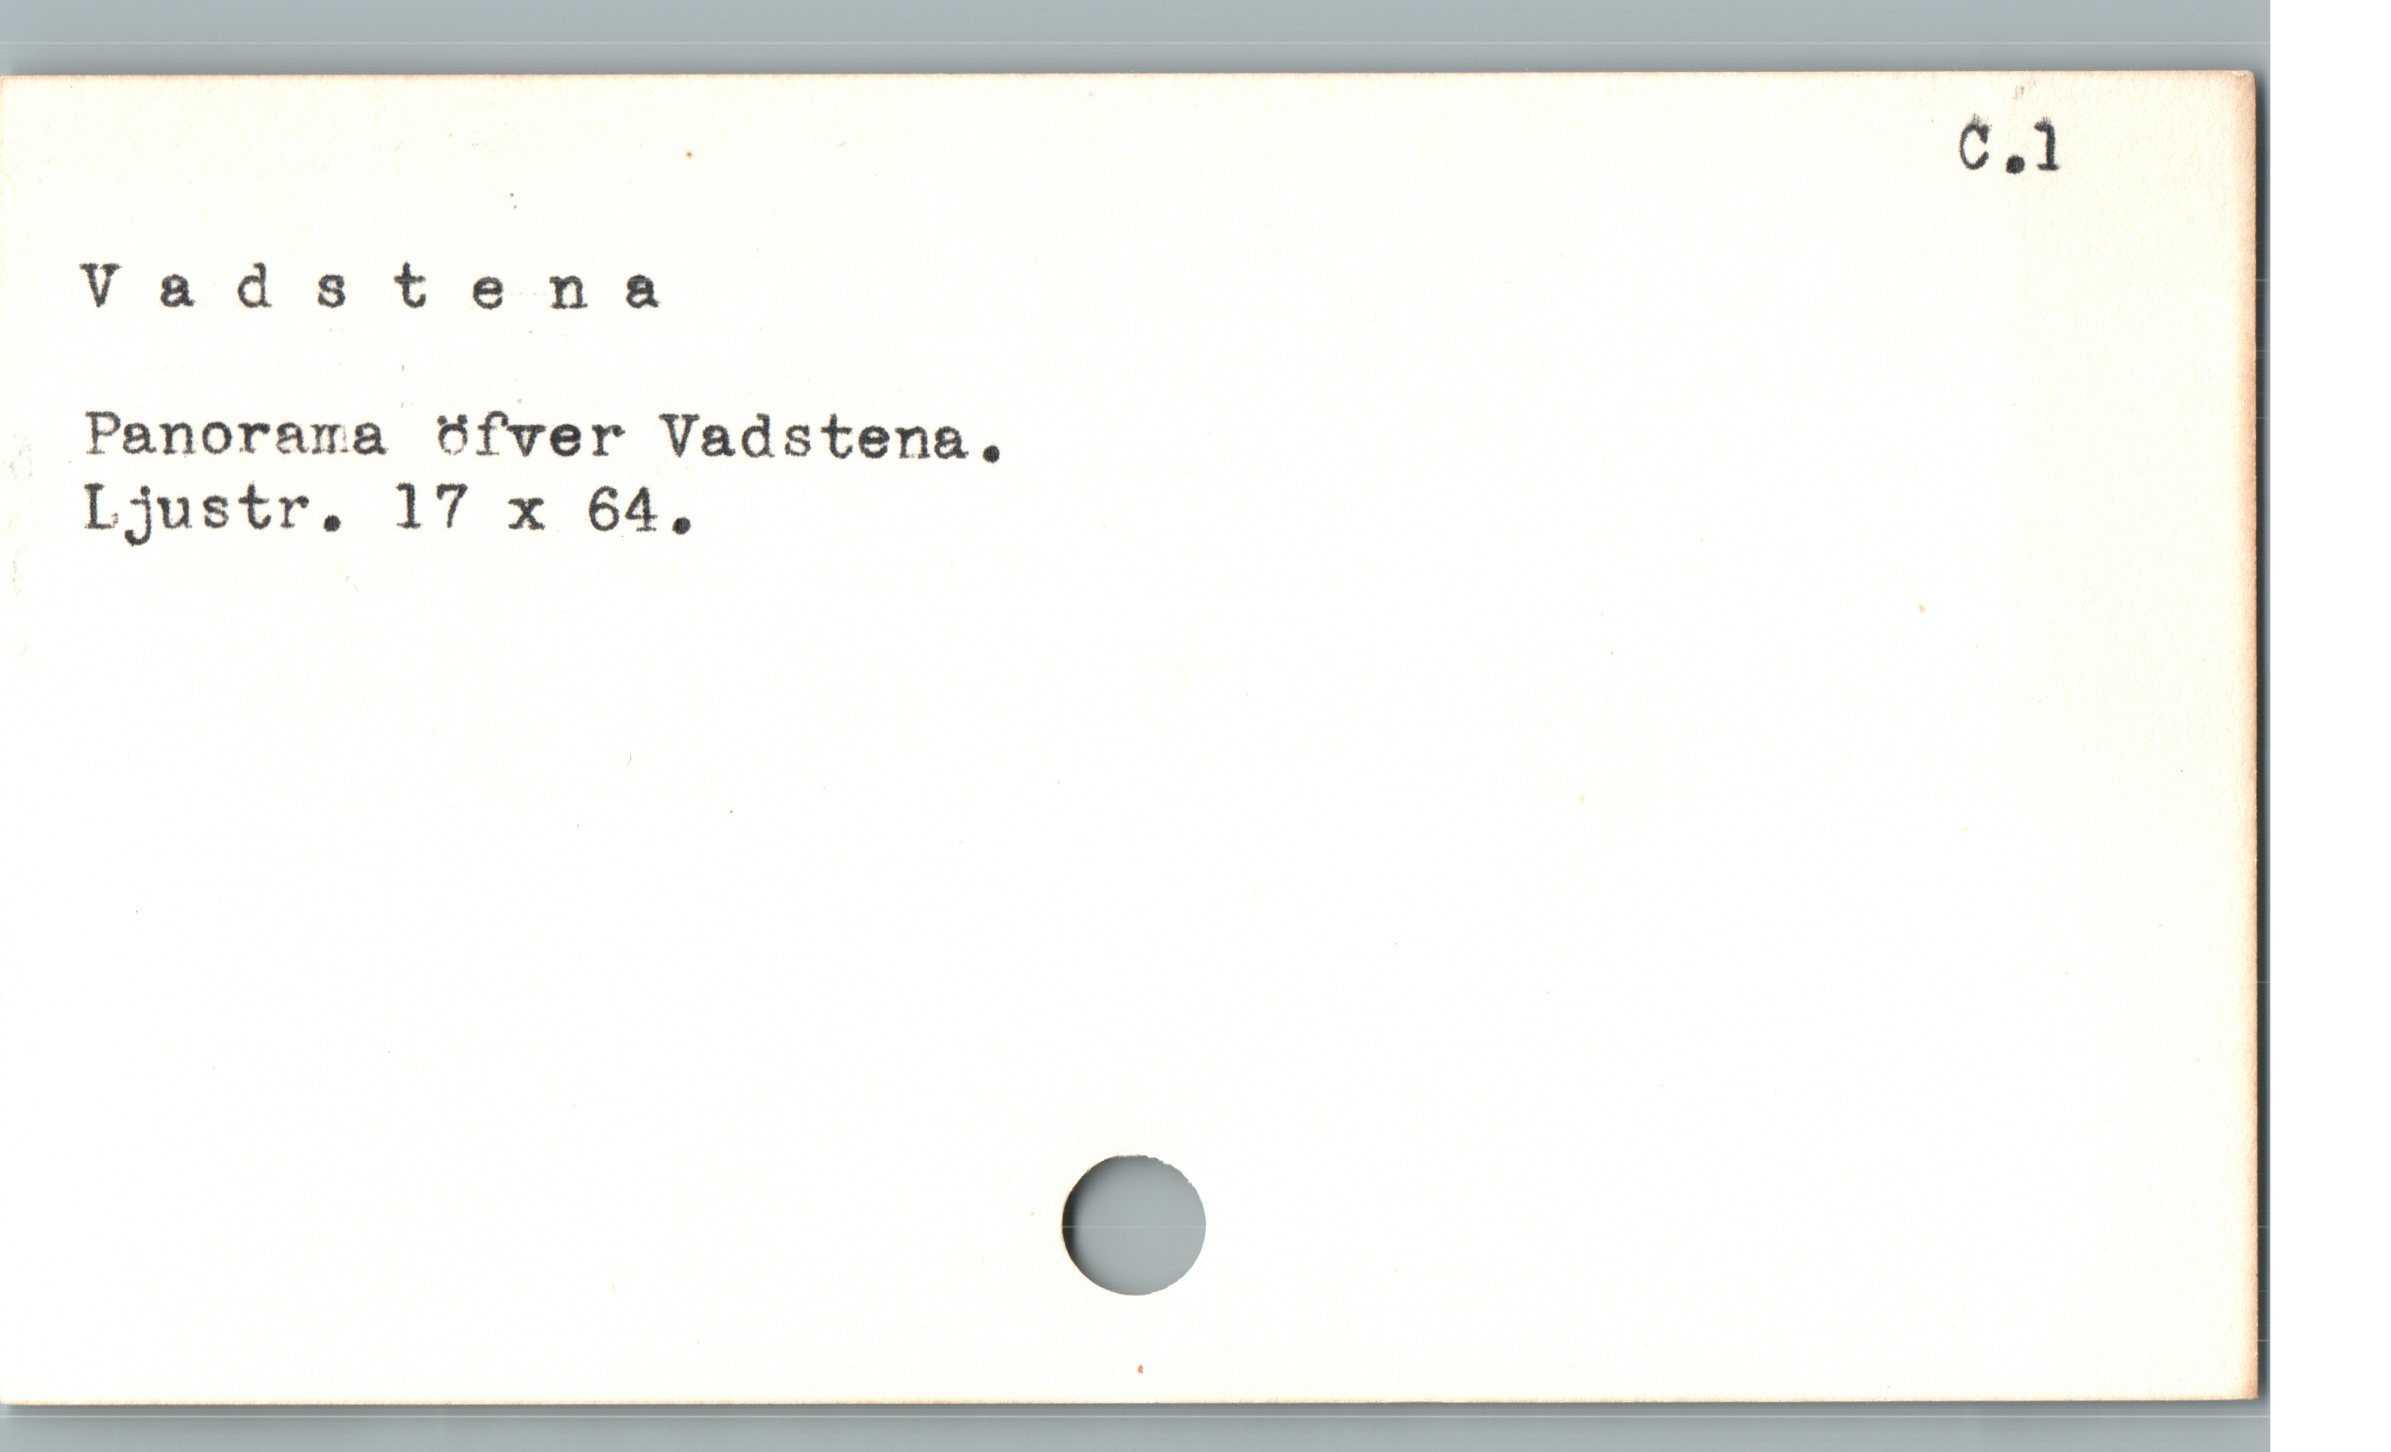 C.1
V a d s t e n a
Panorama öfver Vadstena.
Ljustr. 17 x 64.